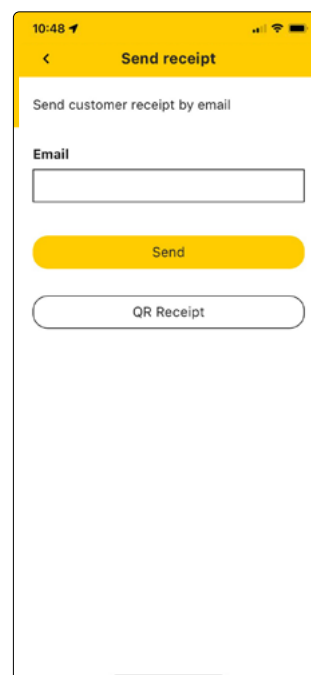 10:48
Send receipt
Send customer receipt by email
Email
Send
QR Receipt